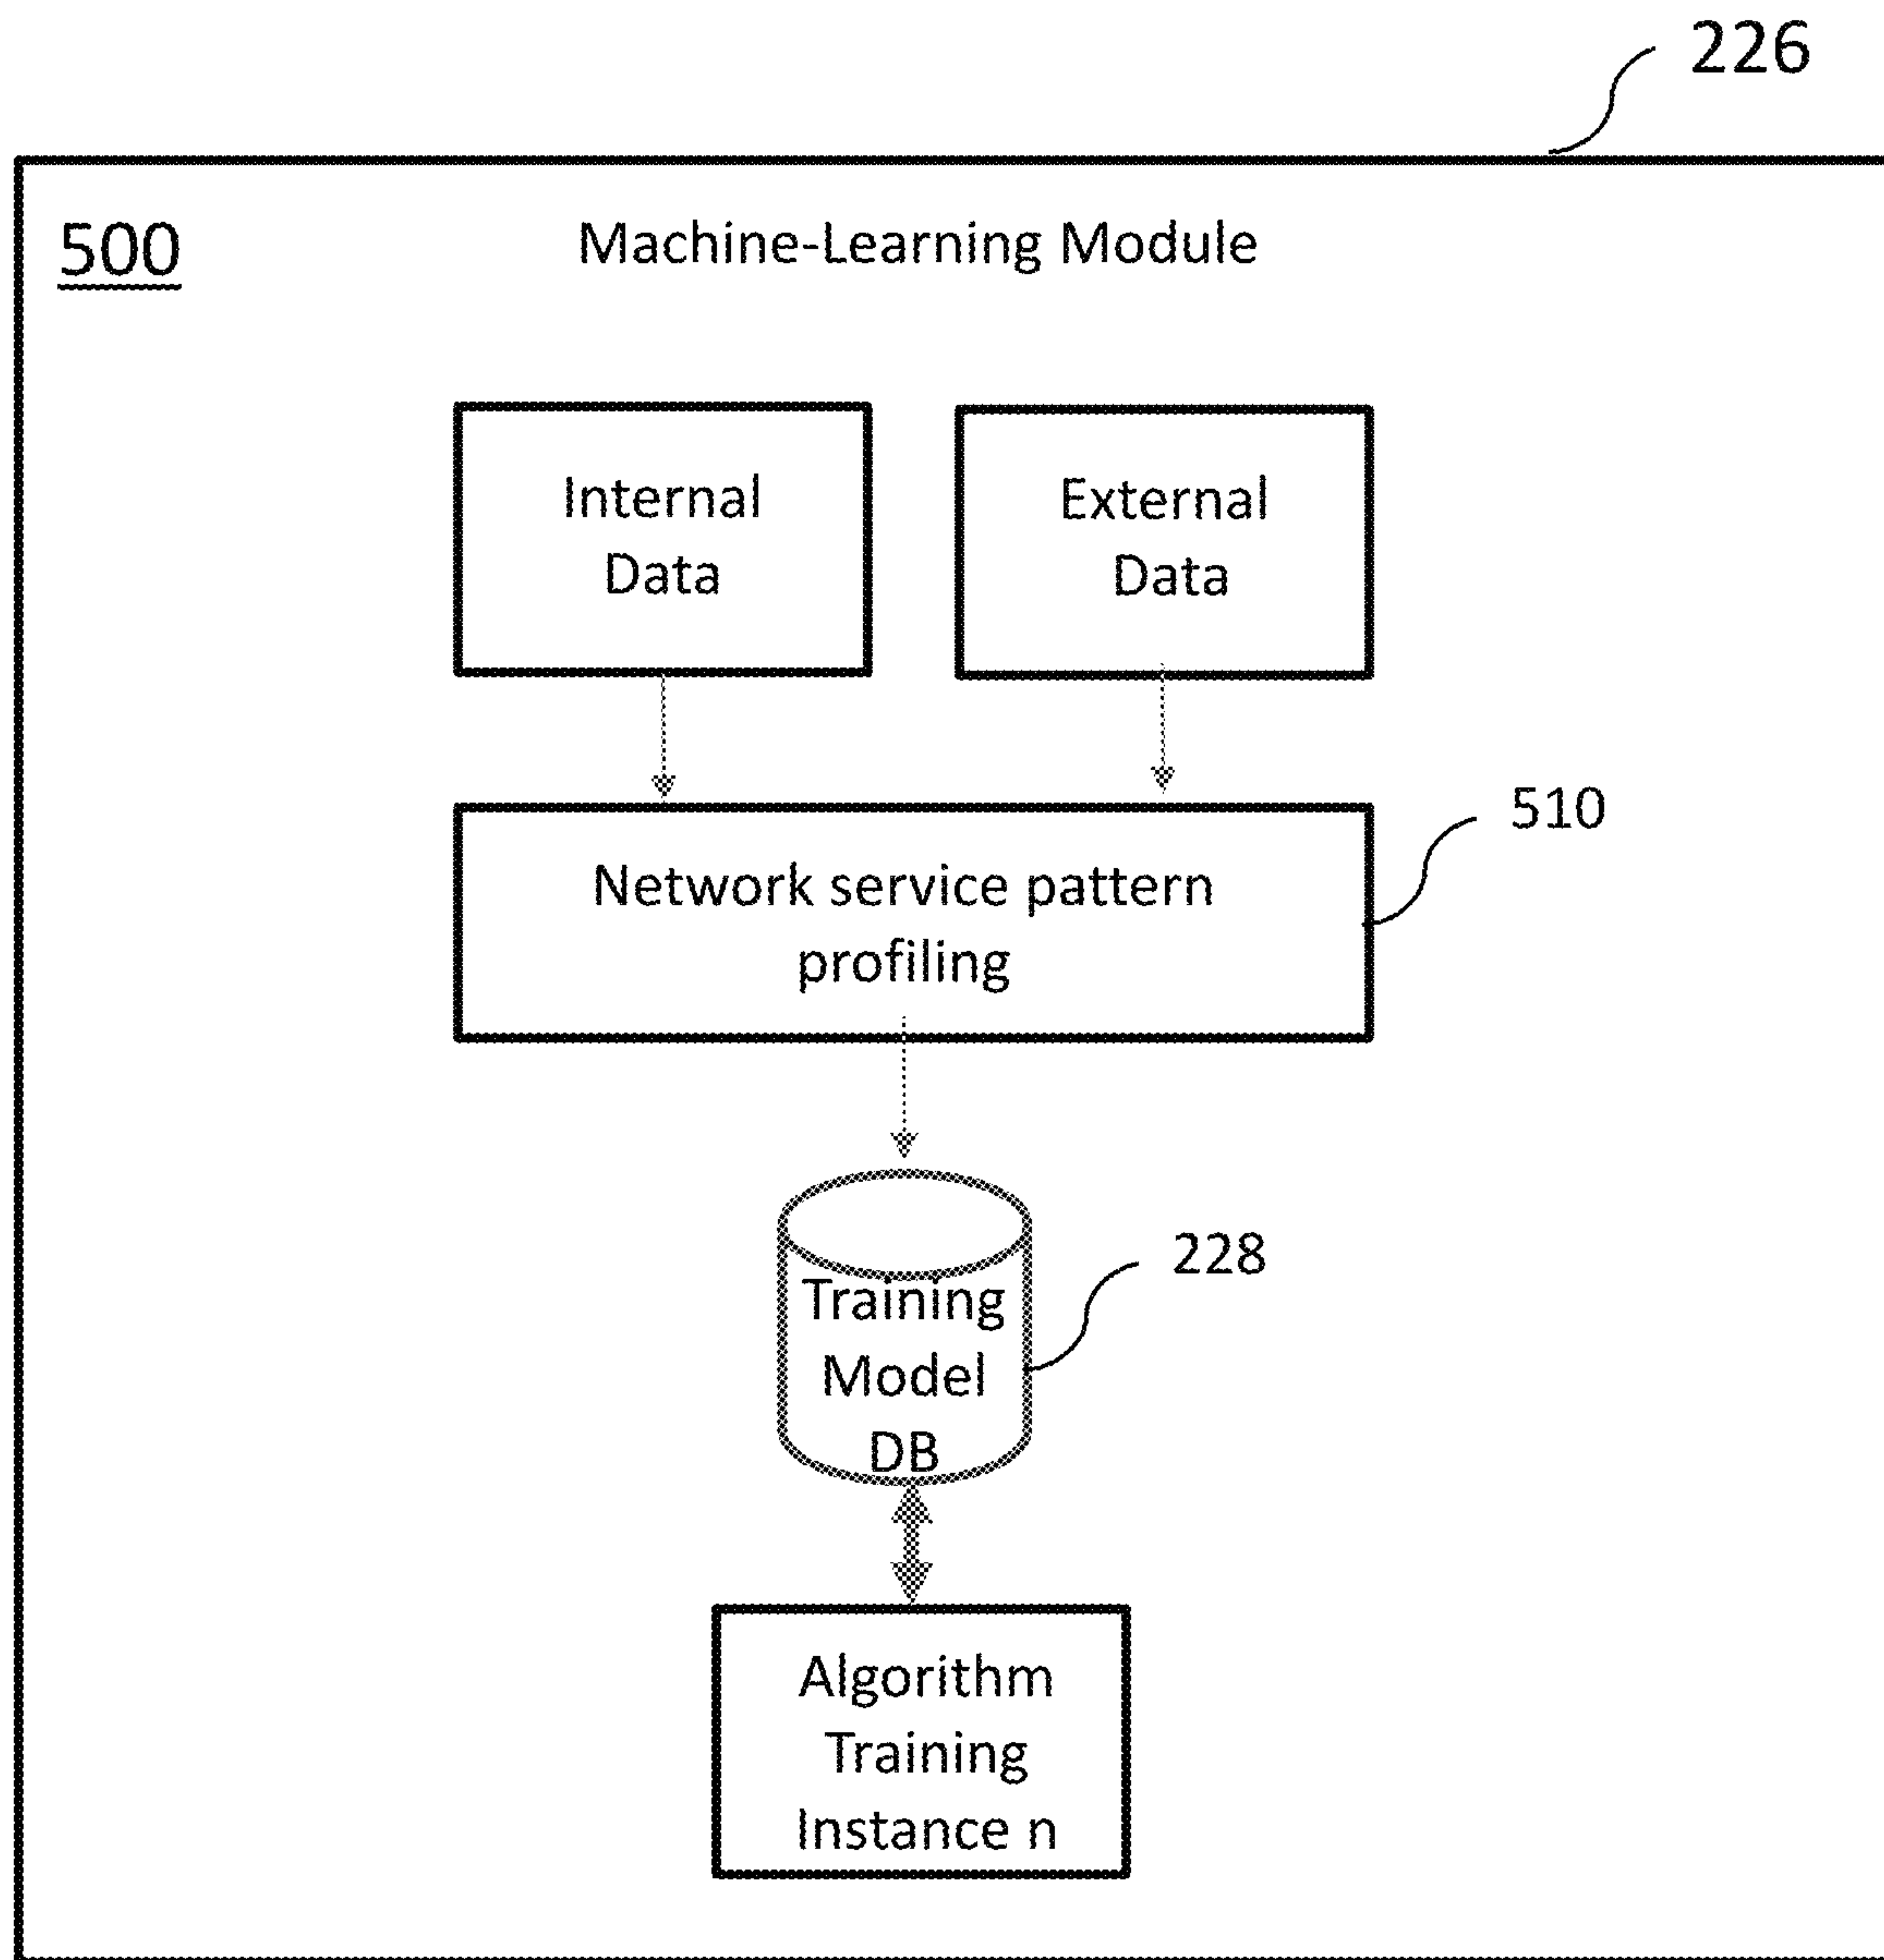 226
500
Machine-Learning Module
Internal
Data
External
Data
510
Network service pattern
profiling
228
Training
Model
DB
Algorithm
Training
Instance n